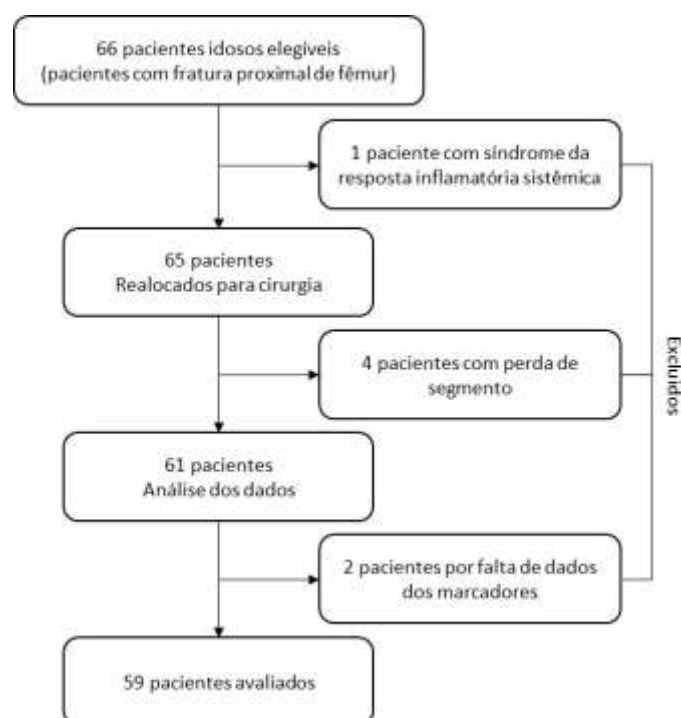 66 pacientes idosos elegíveis
(pacientes com fratura proximal de fêmur)
1 paciente com síndrome da
resposta inflamatória sistêmica
65 pacientes
Realocados para cirurgia
4 pacientes com perda de
segmento
Excluídos
61 pacientes
Análise dos dados
2 pacientes por falta de dados
dos marcadores
59 pacientes avaliados